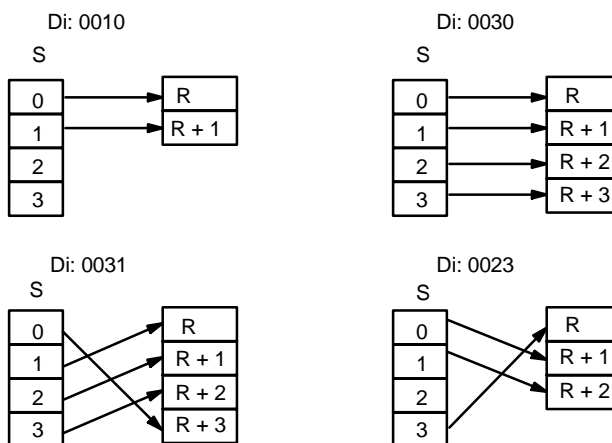 Di: 0010
S
0
1
2
3
R
R + 1
Di: 0030
S
0
1
2
3
R
R + 1
R + 2
R + 3
Di: 0031
S
0
1
2
3
R
R + 1
R + 2
R + 3
Di: 0023
S
0
1
2
3
R
R + 1
R + 2